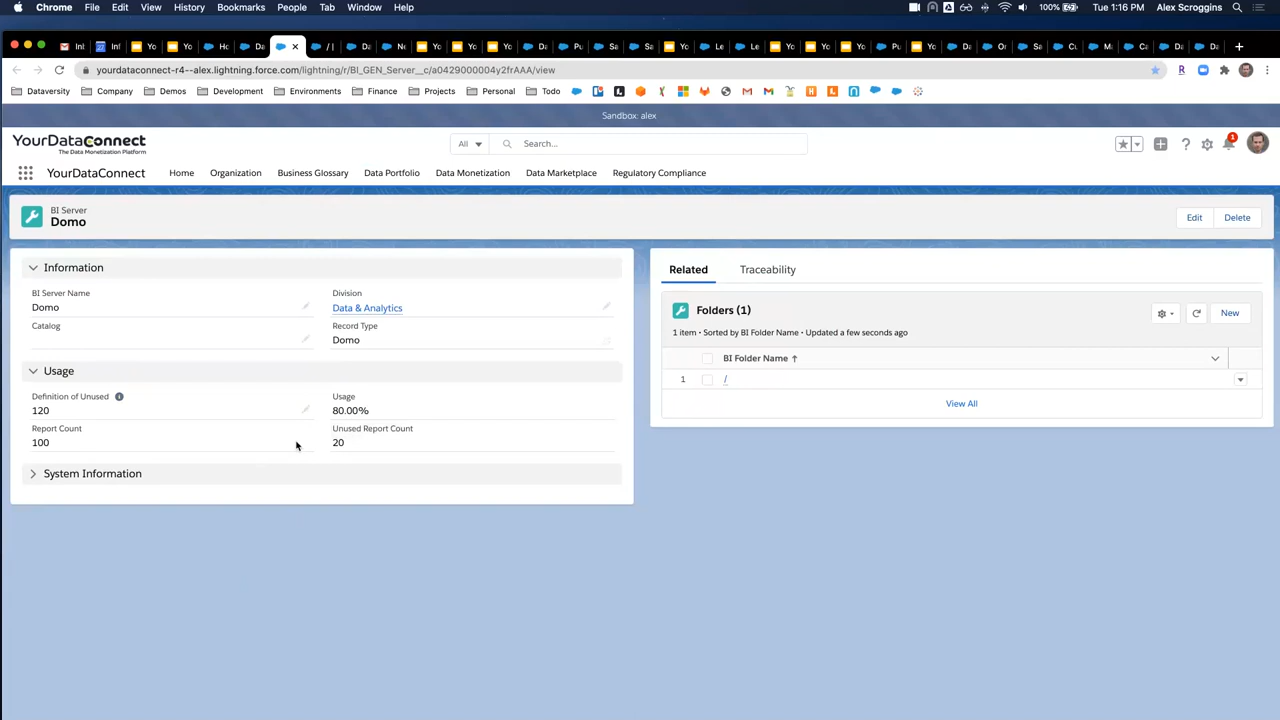 Chrome File Edit View History Bookmarks People Tab Window Help 100% Tue 1:16 PM Alex Scroggins
yourdataconnect-r4--alex.lightning.force.com/lightning/r/BI_GEN_Server__c/a0429000004y2frAAA/view
Dataversity Company Demos Development Environments Finance Projects Personal Todo
Sandbox: alex
YourDataConnect
The Data Monetization Platform
All Search... 1
YourDataConnect Home Organization Business Glossary Data Portfolio Data Monetization Data Marketplace Regulatory Compliance
BI Server
Domo
Edit Delete
Information
BI Server Name
Domo
Division
Data & Analytics
Catalog
Record Type
Domo
Usage
Definition of Unused
120
Usage
80.00%
Report Count
100
Unused Report Count
20
System Information
Related Traceability
Folders (1)
New
1 item • Sorted by BI Folder Name • Updated a few seconds ago
BI Folder Name ↑
1 /
View All